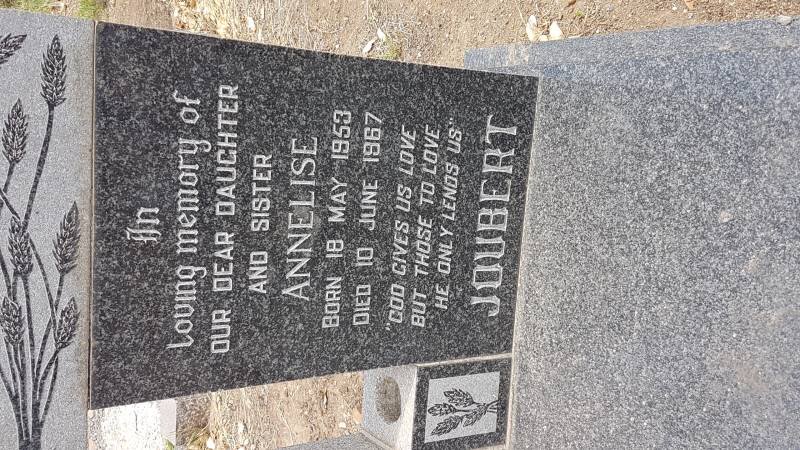 In
Loving memory of
OUR DEAR DAUGHTER
AND SISTER
ANNELISE
BORN 18 MAY 1953
DIED 10 JUNE 1967
"GOD GIVES US LOVE
BUT THOSE TO LOVE
HE ONLY LENDS US"
JOUBERT